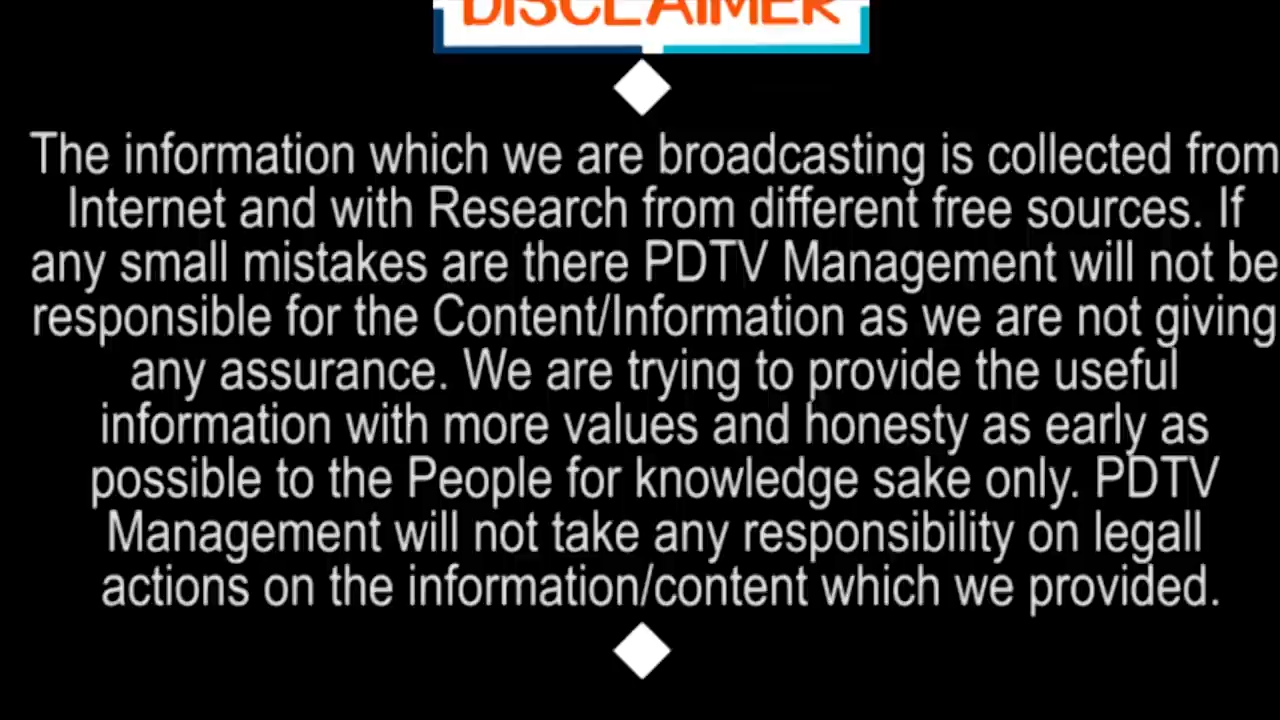 DISCLAIMER
The information which we are broadcasting is collected from
Internet and with Research from different free sources. If
any small mistakes are there PDTV Management will not be
responsible for the Content/Information as we are not giving
any assurance. We are trying to provide the useful
information with more values and honesty as early as
possible to the People for knowledge sake only. PDTV
Management will not take any responsibility on legall
actions on the information/content which we provided.